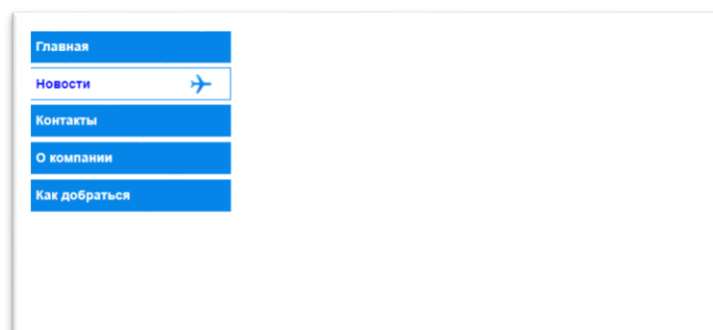 Главная
Новости
Контакты
О компании
Как добраться